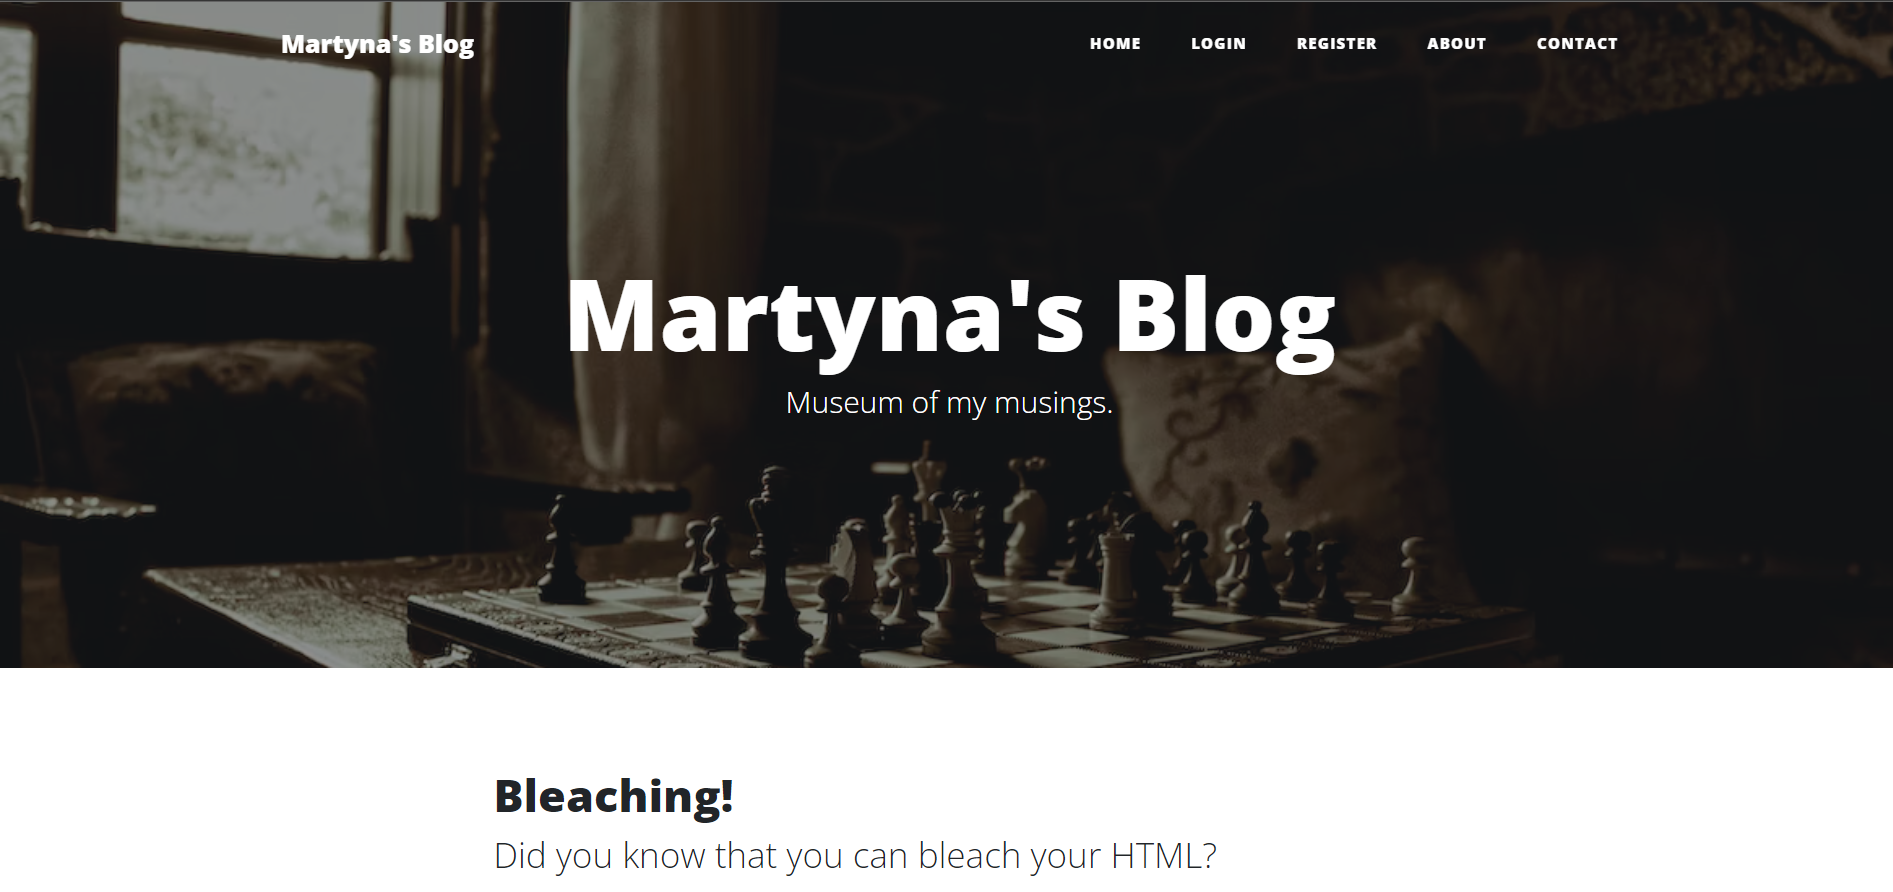 Martyna's Blog
HOME LOGIN REGISTER ABOUT CONTACT
Martyna's Blog
Museum of my musings.
Bleaching!
Did you know that you can bleach your HTML?